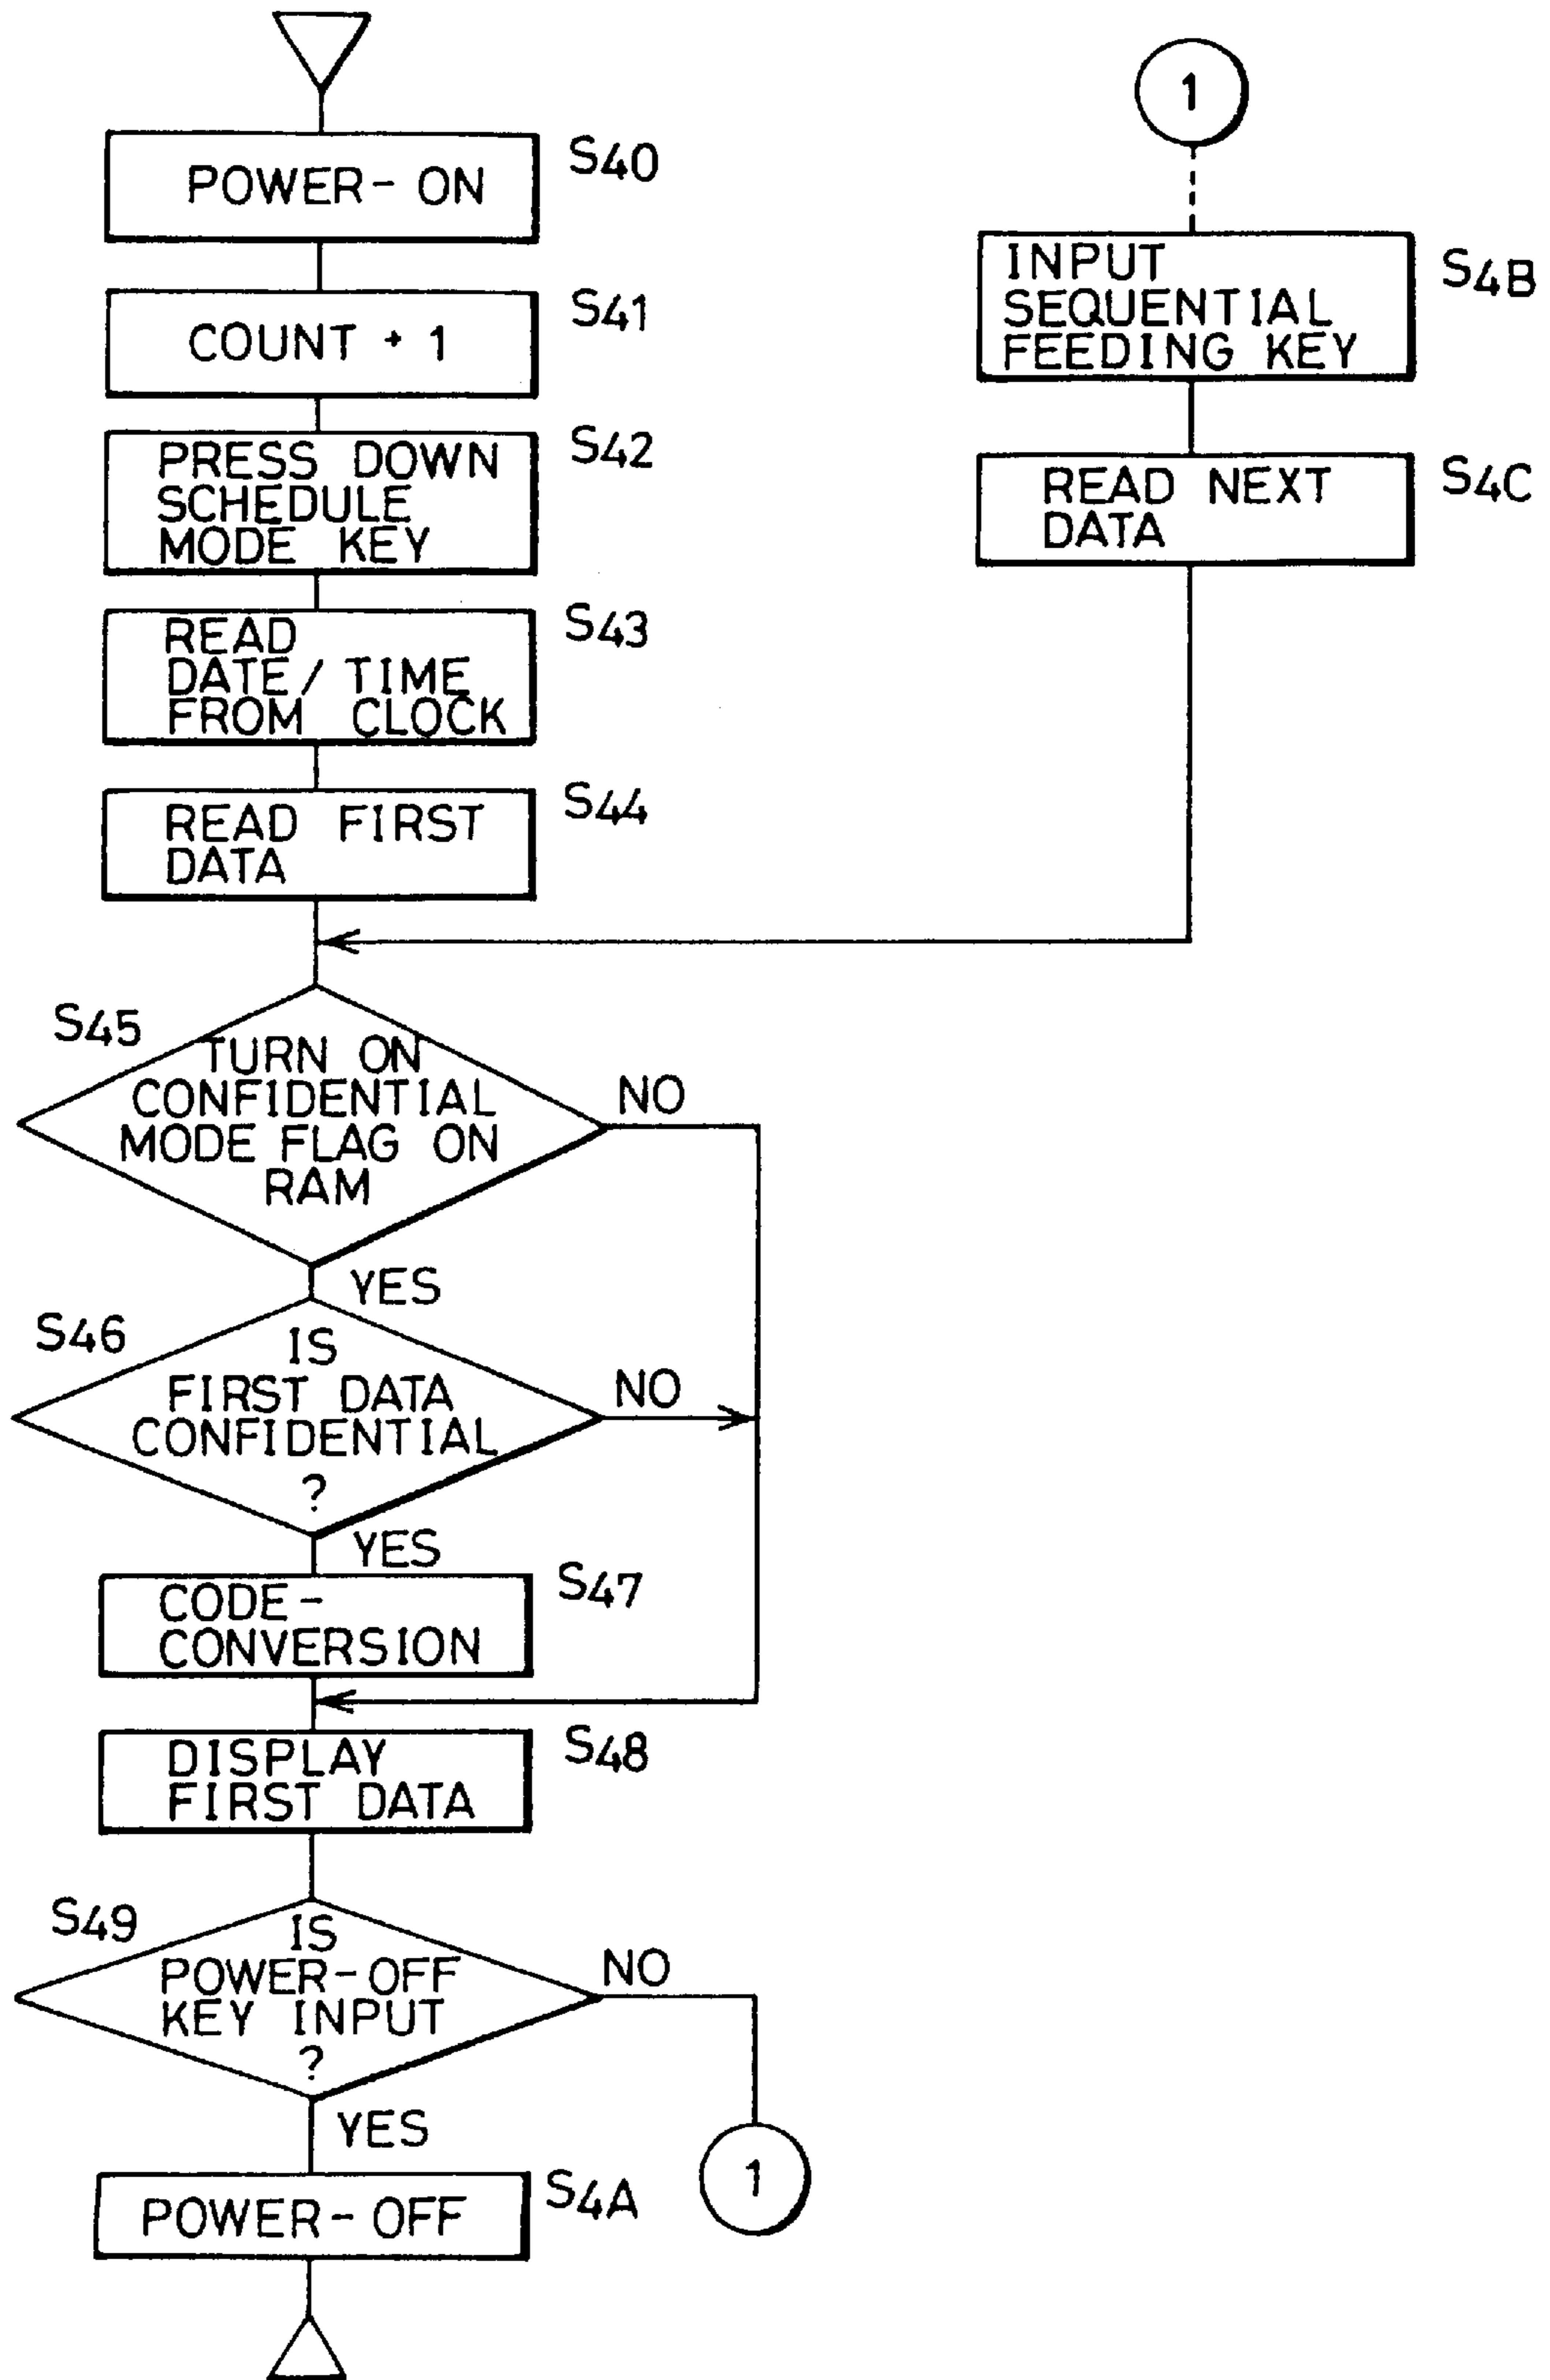 POWER- ON
S40
COUNT + 1
S41
PRESS DOWN
SCHEDULE
MODE KEY
S42
READ
DATE/TIME
FROM CLOCK
S43
READ FIRST
DATA
S44
1
INPUT
SEQUENTIAL
FEEDING KEY
S4B
READ NEXT
DATA
S4C
S45
TURN ON
CONFIDENTIAL
MODE FLAG ON
RAM
NO
YES
S46
IS
FIRST DATA
CONFIDENTIAL
?
NO
YES
CODE-
CONVERSION
S47
DISPLAY
FIRST DATA
S48
S49
IS
POWER-OFF
KEY INPUT
?
NO
YES
1
POWER-OFF
S4A